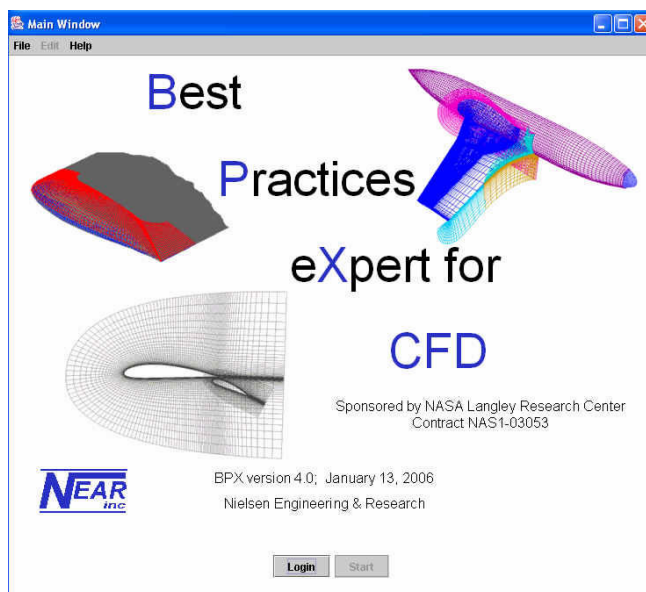 Main Window
File Edit Help
Best
Practices
eXpert for
CFD
Sponsored by NASA Langley Research Center
Contract NAS1-03053
BPX version 4.0; January 13, 2006
NEAR
inc
Nielsen Engineering & Research
Login Start